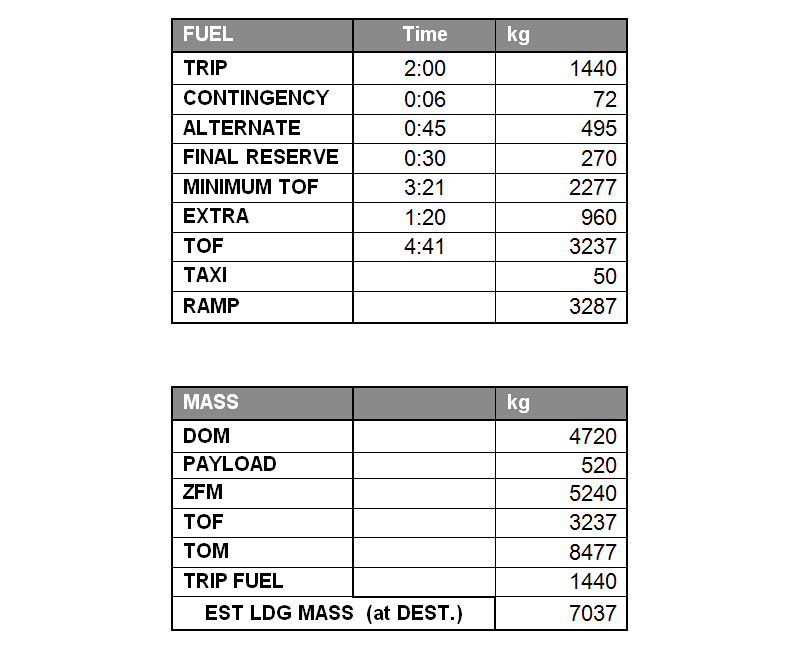 FUEL Time kg
TRIP 2:00 1440
CONTINGENCY 0:06 72
ALTERNATE 0:45 495
FINAL RESERVE 0:30 270
MINIMUM TOF 3:21 2277
EXTRA 1:20 960
TOF 4:41 3237
TAXI 50
RAMP 3287
MASS kg
DOM 4720
PAYLOAD 520
ZFM 5240
TOF 3237
TOM 8477
TRIP FUEL 1440
EST LDG MASS (at DEST.) 7037